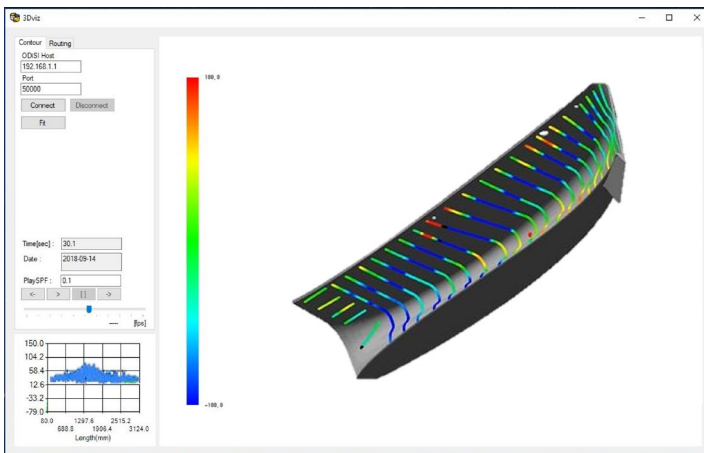 3Dviz
Contour Routing
ODiSI Host
192.168.1.1
Port
50000
Connect Disconnect
Fit
Time[sec] : 30.1
Date : 2018-09-14
PlaySPF : 0.1
<- > [ ] ->
---- [fps]
150.0
104.2
58.4
12.6
-33.2
-79.0
80.0 1297.6 2515.2
688.8 1906.4 3124.0
Length(mm)
100.0
-100.0